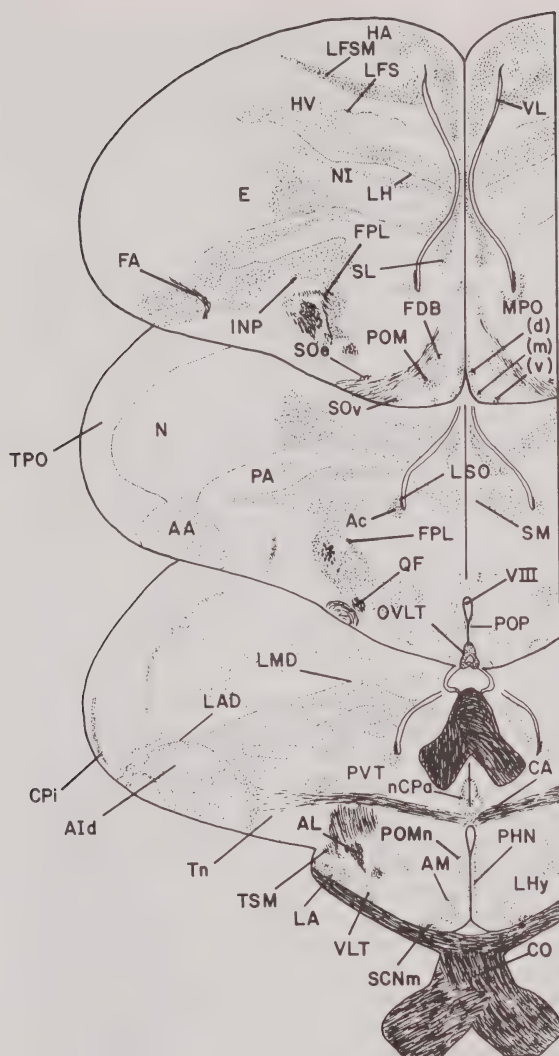 HA
LFSM
LFS
HV
VL
NI
E
LH
FPL
FA
SL
INP
FDB
MPO
(d)
SOe
POM
(m)
(v)
SOv
N
TPO
PA
LSO
Ac
SM
AA
FPL
QF
VIII
OVLT
POP
LMD
LAD
PVT
CA
nCPa
CPi
AId
AL
POMn
PHN
Tn
AM
TSM
LHy
LA
VLT
CO
SCNm